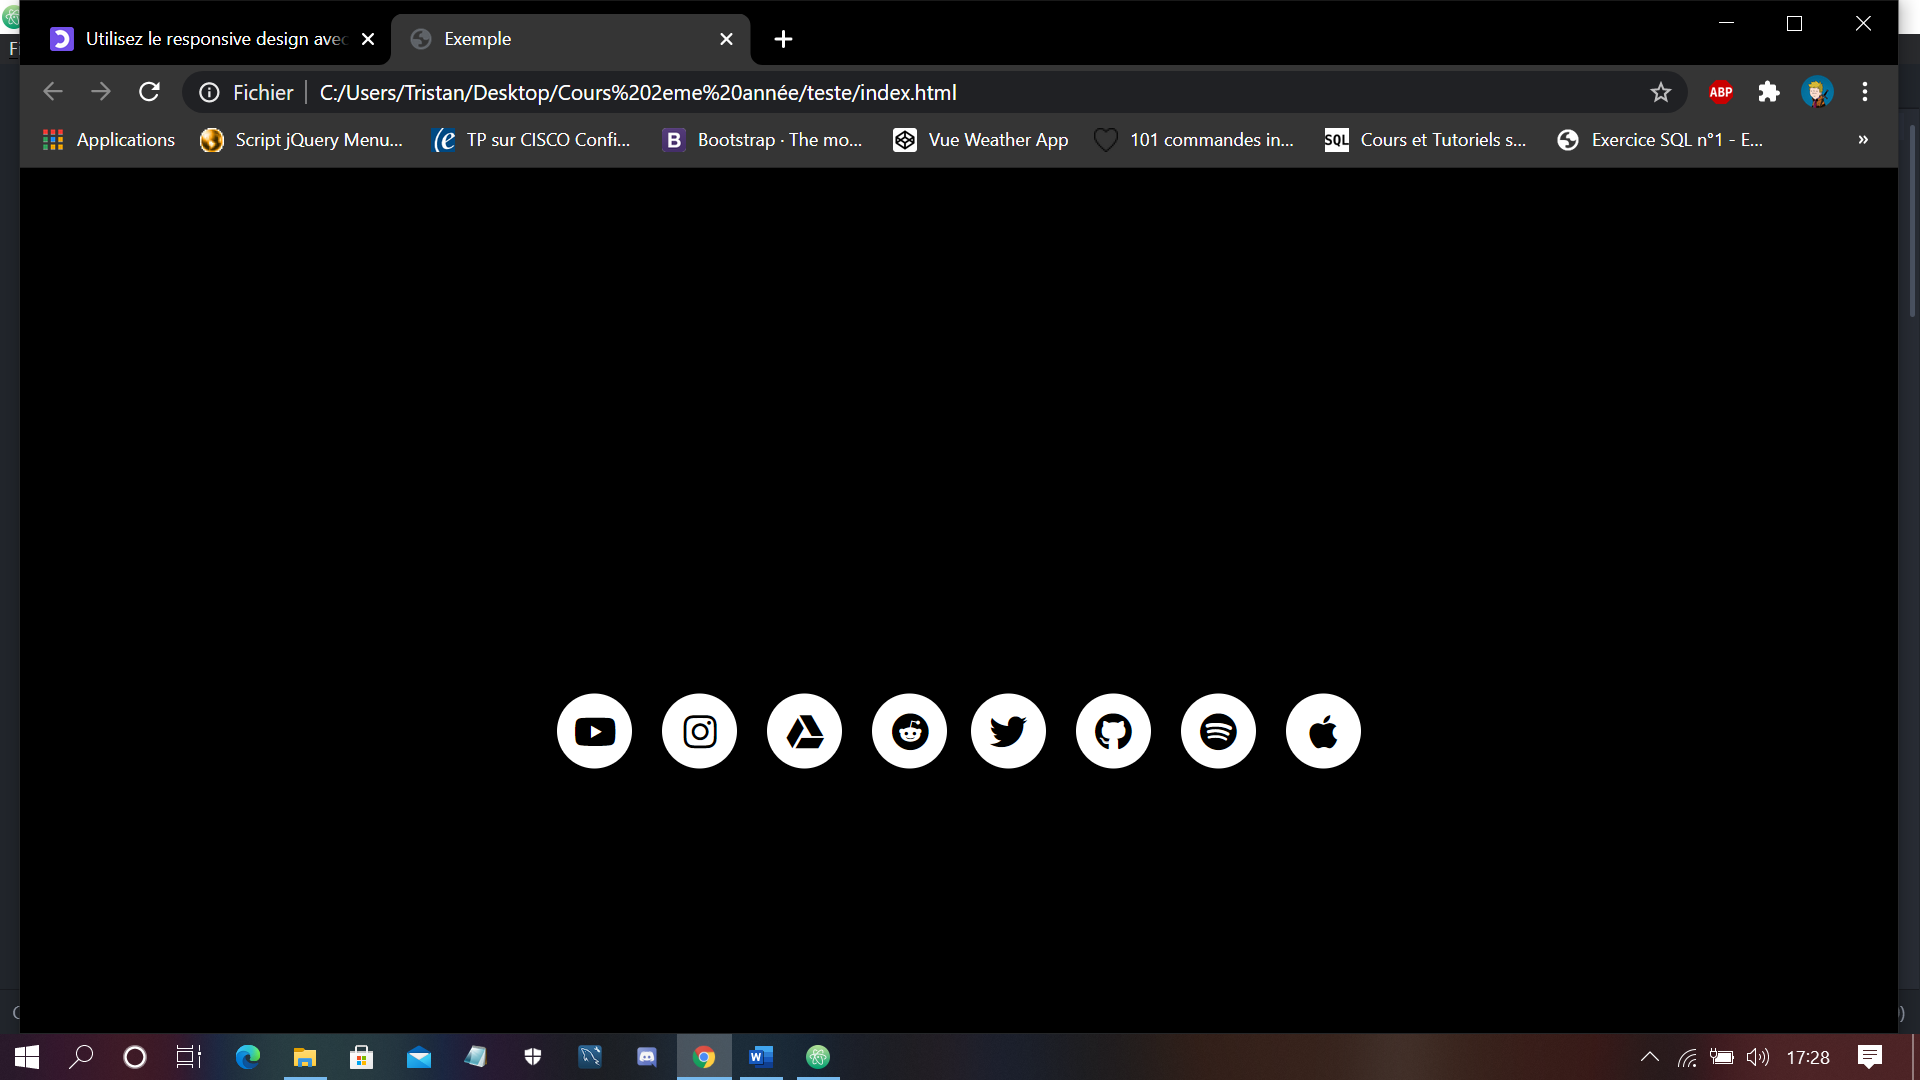 Utilisez le responsive design avec
Exemple
Fichier
C:/Users/Tristan/Desktop/Cours%202eme%20année/teste/index.html
ABP
Applications
Script jQuery Menu...
TP sur CISCO Confi...
B
Bootstrap · The mo...
Vue Weather App
101 commandes in...
SQL
Cours et Tutoriels s...
Exercice SQL n°1 - E...
»
17:28